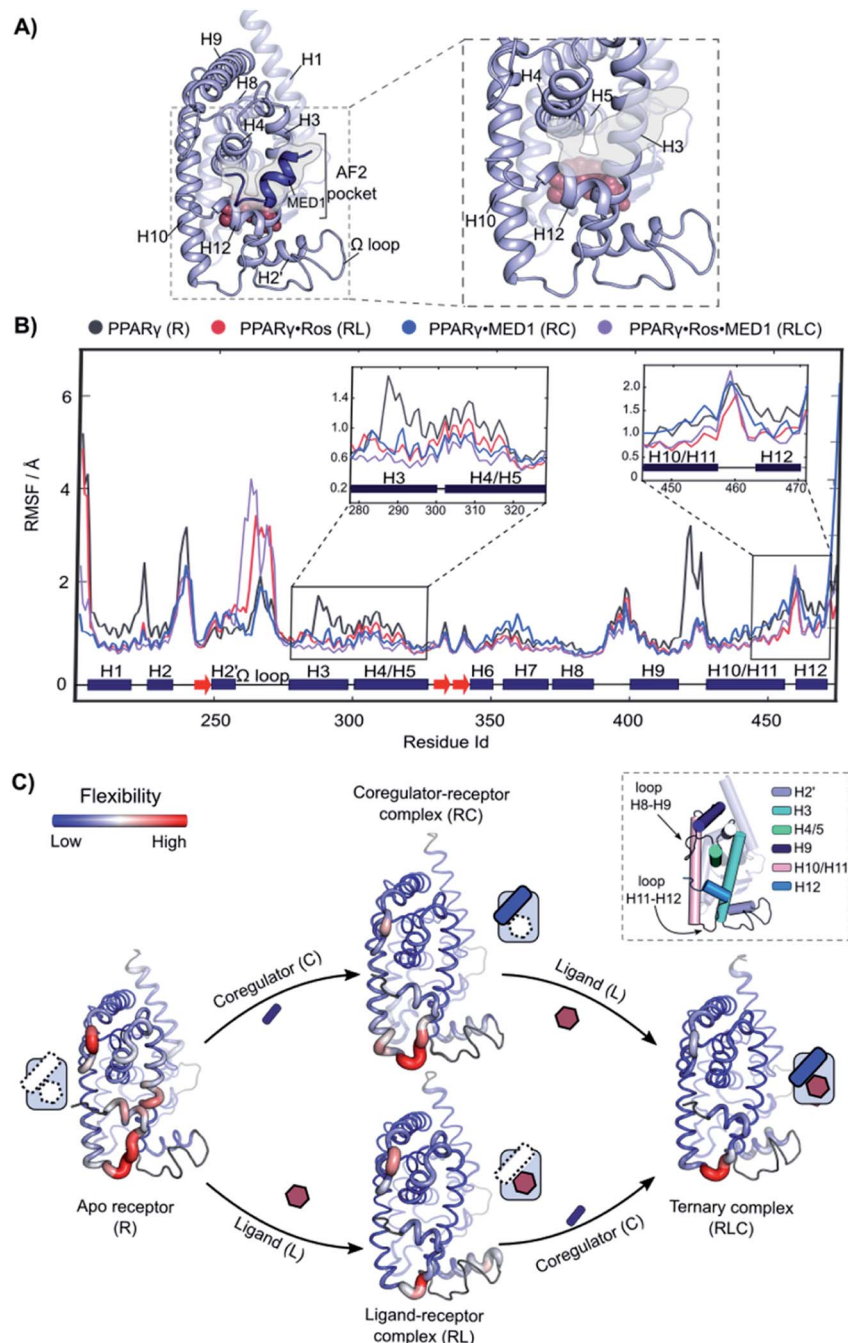 A)
H9
H1
H8
H3
H4
MED1
AF2
pocket
H10
H12
Ω loop
H2'
H4
H5
H3
H10
H12
B)
PPARγ (R) PPARγ•Ros (RL) PPARγ•MED1 (RC) PPARγ•Ros•MED1 (RLC)
RMSF / Å
6
4
2
0
1.4
1.0
0.6
0.2
H3 H4/H5
280 290 300 310 320
2.0
1.5
1.0
0.5
0
H10/H11 H12
450 460 470
H1 H2 H2' Ω loop H3 H4/H5 H6 H7 H8 H9 H10/H11 H12
250 300 350 400 450
Residue Id
C)
Flexibility
Low High
Coregulator-receptor
complex (RC)
loop
H8-H9
loop
H11-H12
H2'
H3
H4/5
H9
H10/H11
H12
Coregulator (C)
Ligand (L)
Apo receptor
(R)
Ligand (L)
Coregulator (C)
Ternary complex
(RLC)
Ligand-receptor
complex (RL)